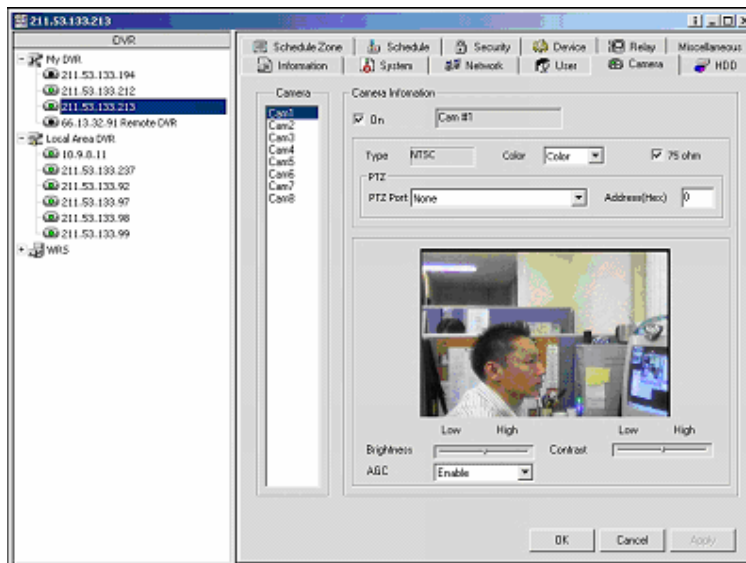 211.53.133.213
DVR
My DVR
211.53.133.194
211.53.133.212
211.53.133.213
66.13.32.91 Remote DVR
Local Area DVR
10.9.0.11
211.53.133.237
211.53.133.92
211.53.133.97
211.53.133.98
211.53.133.99
WRS
Schedule Zone Schedule Security Device Relay Miscellaneous
Information System Network User Camera HDD
Camera
Cam1
Cam2
Cam3
Cam4
Cam5
Cam6
Cam7
Cam8
Camera Infomation
On Cam #1
Type NTSC Color Color 75 ohm
PTZ
PTZ Port None Address(Hex) 0
Low High Low High
Brightness Contrast
AGC Enable
OK Cancel Apply